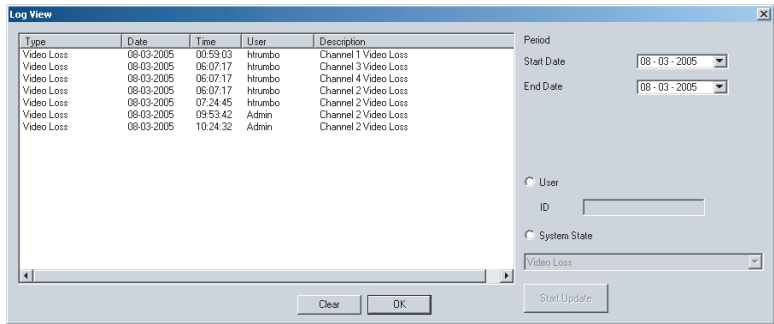 Log View
Type Date Time User Description
Video Loss 08-03-2005 00:59:03 htrumbo Channel 1 Video Loss
Video Loss 08-03-2005 06:07:17 htrumbo Channel 3 Video Loss
Video Loss 08-03-2005 06:07:17 htrumbo Channel 4 Video Loss
Video Loss 08-03-2005 06:07:17 htrumbo Channel 2 Video Loss
Video Loss 08-03-2005 07:24:45 htrumbo Channel 2 Video Loss
Video Loss 08-03-2005 09:53:42 Admin Channel 2 Video Loss
Video Loss 08-03-2005 10:24:32 Admin Channel 2 Video Loss
Period
Start Date 08 - 03 - 2005
End Date 08 - 03 - 2005
User
ID
System State
Video Loss
Start Update
Clear OK